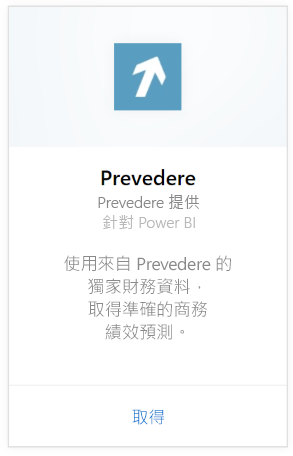 Prevedere
Prevedere 提供
針對 Power BI
使用來自 Prevedere 的
獨家財務資料，
取得準確的商務
績效預測。
取得